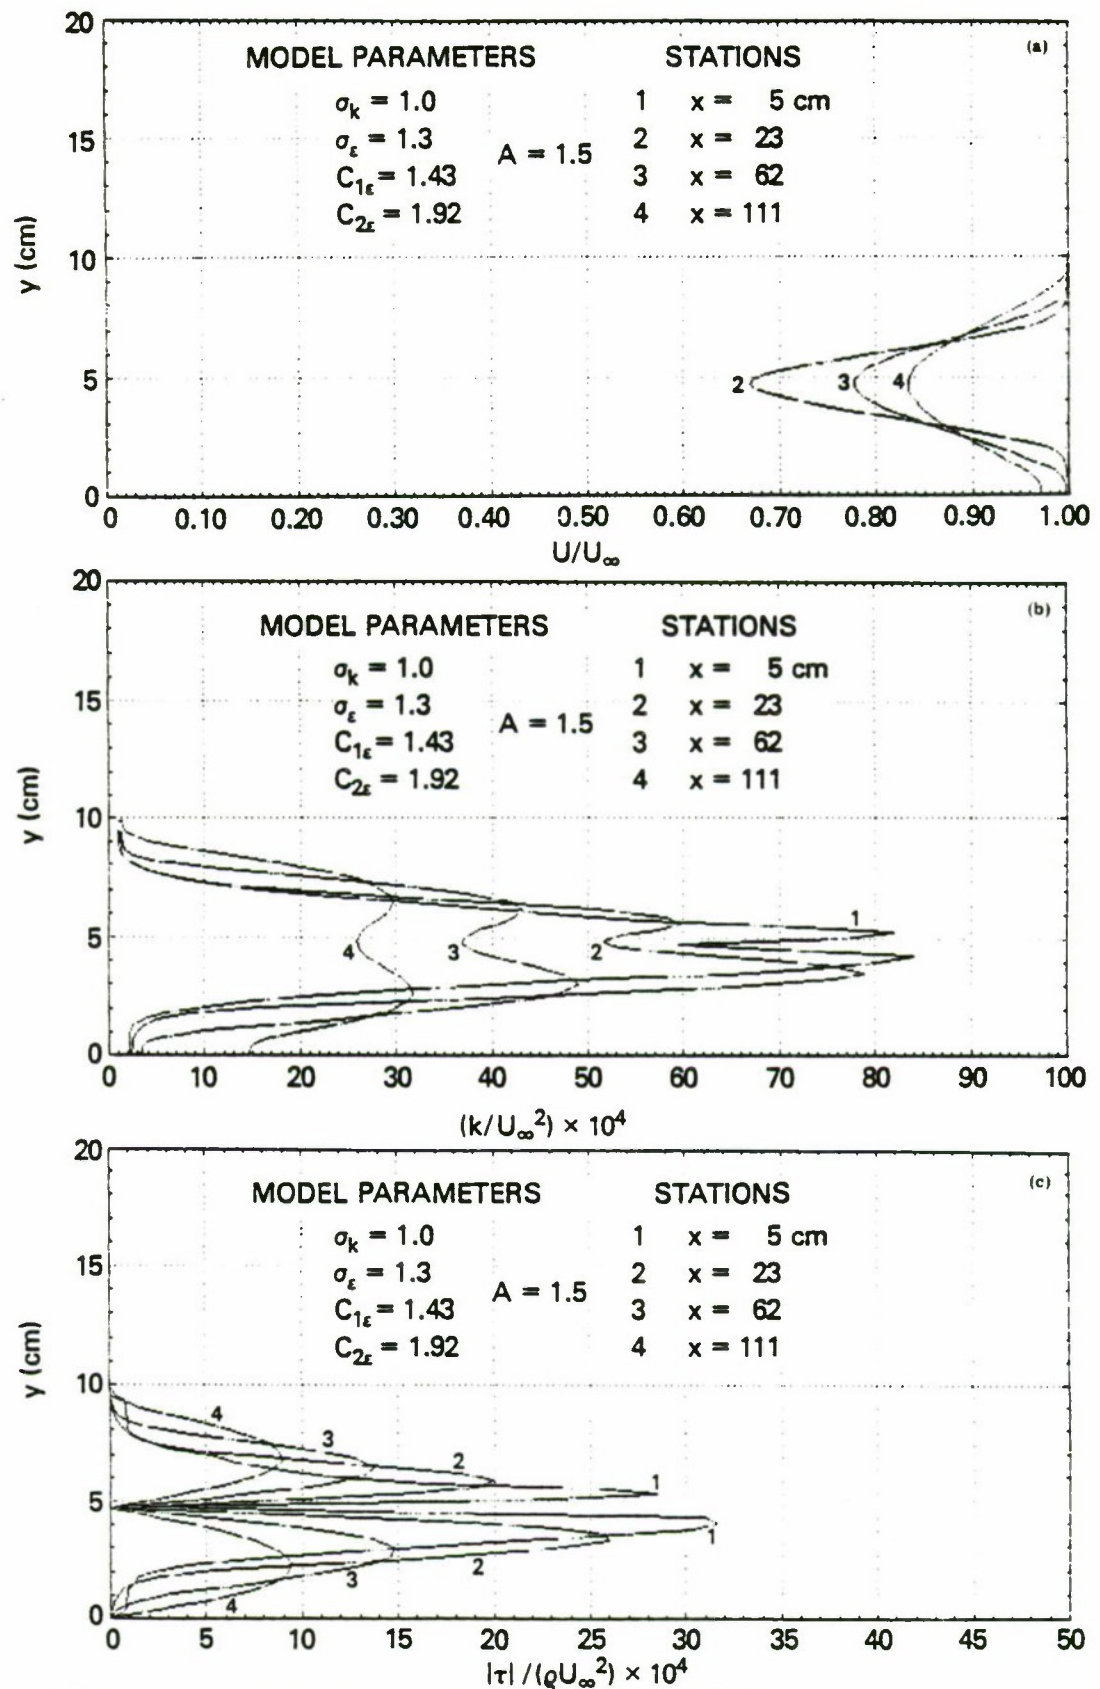 20
(a)
MODEL PARAMETERS STATIONS
σk = 1.0 1 x = 5 cm
15
σε = 1.3 A = 1.5 2 x = 23
C1ε = 1.43 3 x = 62
C2ε = 1.92 4 x = 111
y (cm)
10
5
2 3 4
0
0 0.10 0.20 0.30 0.40 0.50 0.60 0.70 0.80 0.90 1.00
U/U∞
20
(b)
MODEL PARAMETERS STATIONS
σk = 1.0 1 x = 5 cm
15
σε = 1.3 A = 1.5 2 x = 23
C1ε = 1.43 3 x = 62
C2ε = 1.92 4 x = 111
y (cm)
10
1
5
4 3 2
0
0 10 20 30 40 50 60 70 80 90 100
(k/U∞²) × 10⁴
20
(c)
MODEL PARAMETERS STATIONS
σk = 1.0 1 x = 5 cm
15
σε = 1.3 A = 1.5 2 x = 23
C1ε = 1.43 3 x = 62
C2ε = 1.92 4 x = 111
y (cm)
10
4
3
2
1
5
1
2
3
4
0
0 5 10 15 20 25 30 35 40 45 50
|τ| /(ϱU∞²) × 10⁴